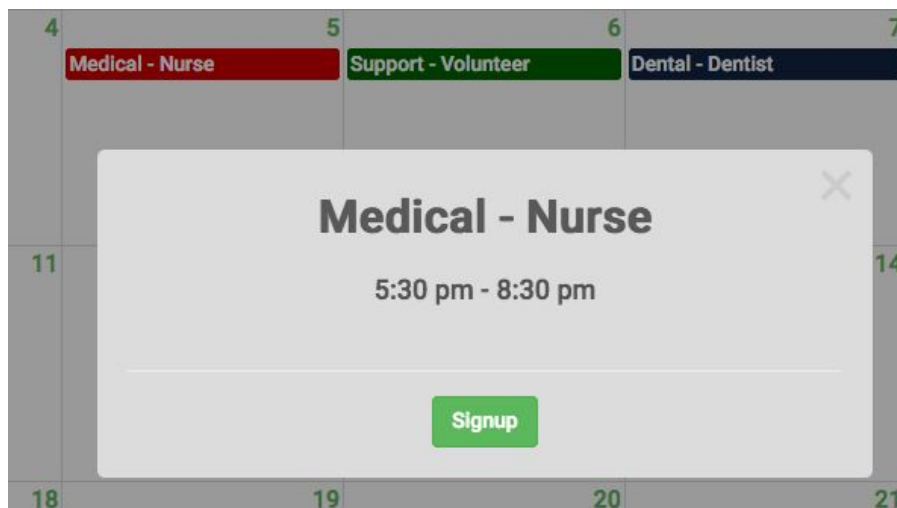 4 5 6 7
Medical - Nurse Support - Volunteer Dental - Dentist
×
Medical - Nurse
11 14
5:30 pm - 8:30 pm
Signup
18 19 20 21